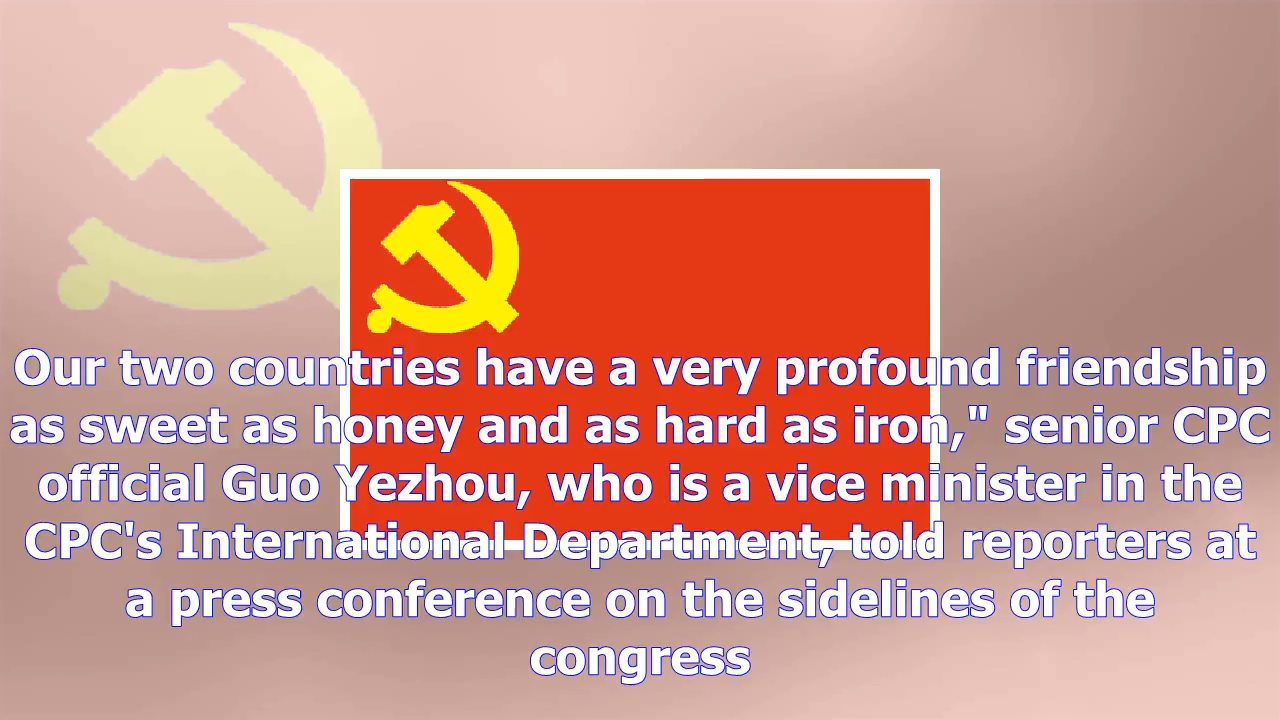 Our two countries have a very profound friendship
as sweet as honey and as hard as iron," senior CPC
official Guo Yezhou, who is a vice minister in the
CPC's International Department, told reporters at
a press conference on the sidelines of the
congress